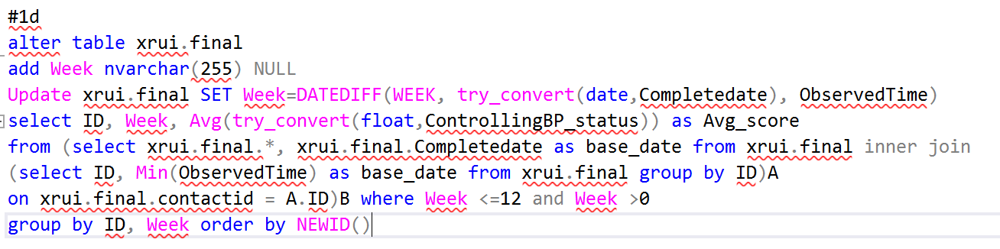 #1d
alter table xrui.final
add Week nvarchar(255) NULL
Update xrui.final SET Week=DATEDIFF(WEEK, try_convert(date,Completedate), ObservedTime)
select ID, Week, Avg(try_convert(float,ControllingBP_status)) as Avg_score
from (select xrui.final.*, xrui.final.Completedate as base_date from xrui.final inner join
(select ID, Min(ObservedTime) as base_date from xrui.final group by ID)A
on xrui.final.contactid = A.ID)B where Week <=12 and Week >0
group by ID, Week order by NEWID()